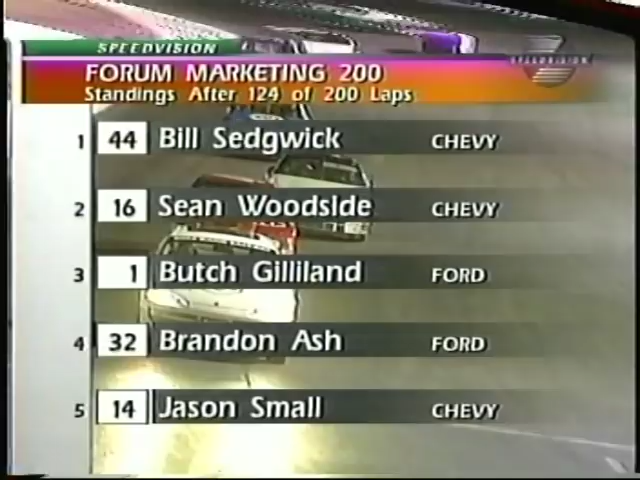 SPEEDVISION
SPEEDVISION
FORUM MARKETING 200
Standings After 124 of 200 Laps
1 44 Bill Sedgwick CHEVY
2 16 Sean Woodside CHEVY
3 1 Butch Gilliland FORD
4 32 Brandon Ash FORD
5 14 Jason Small CHEVY